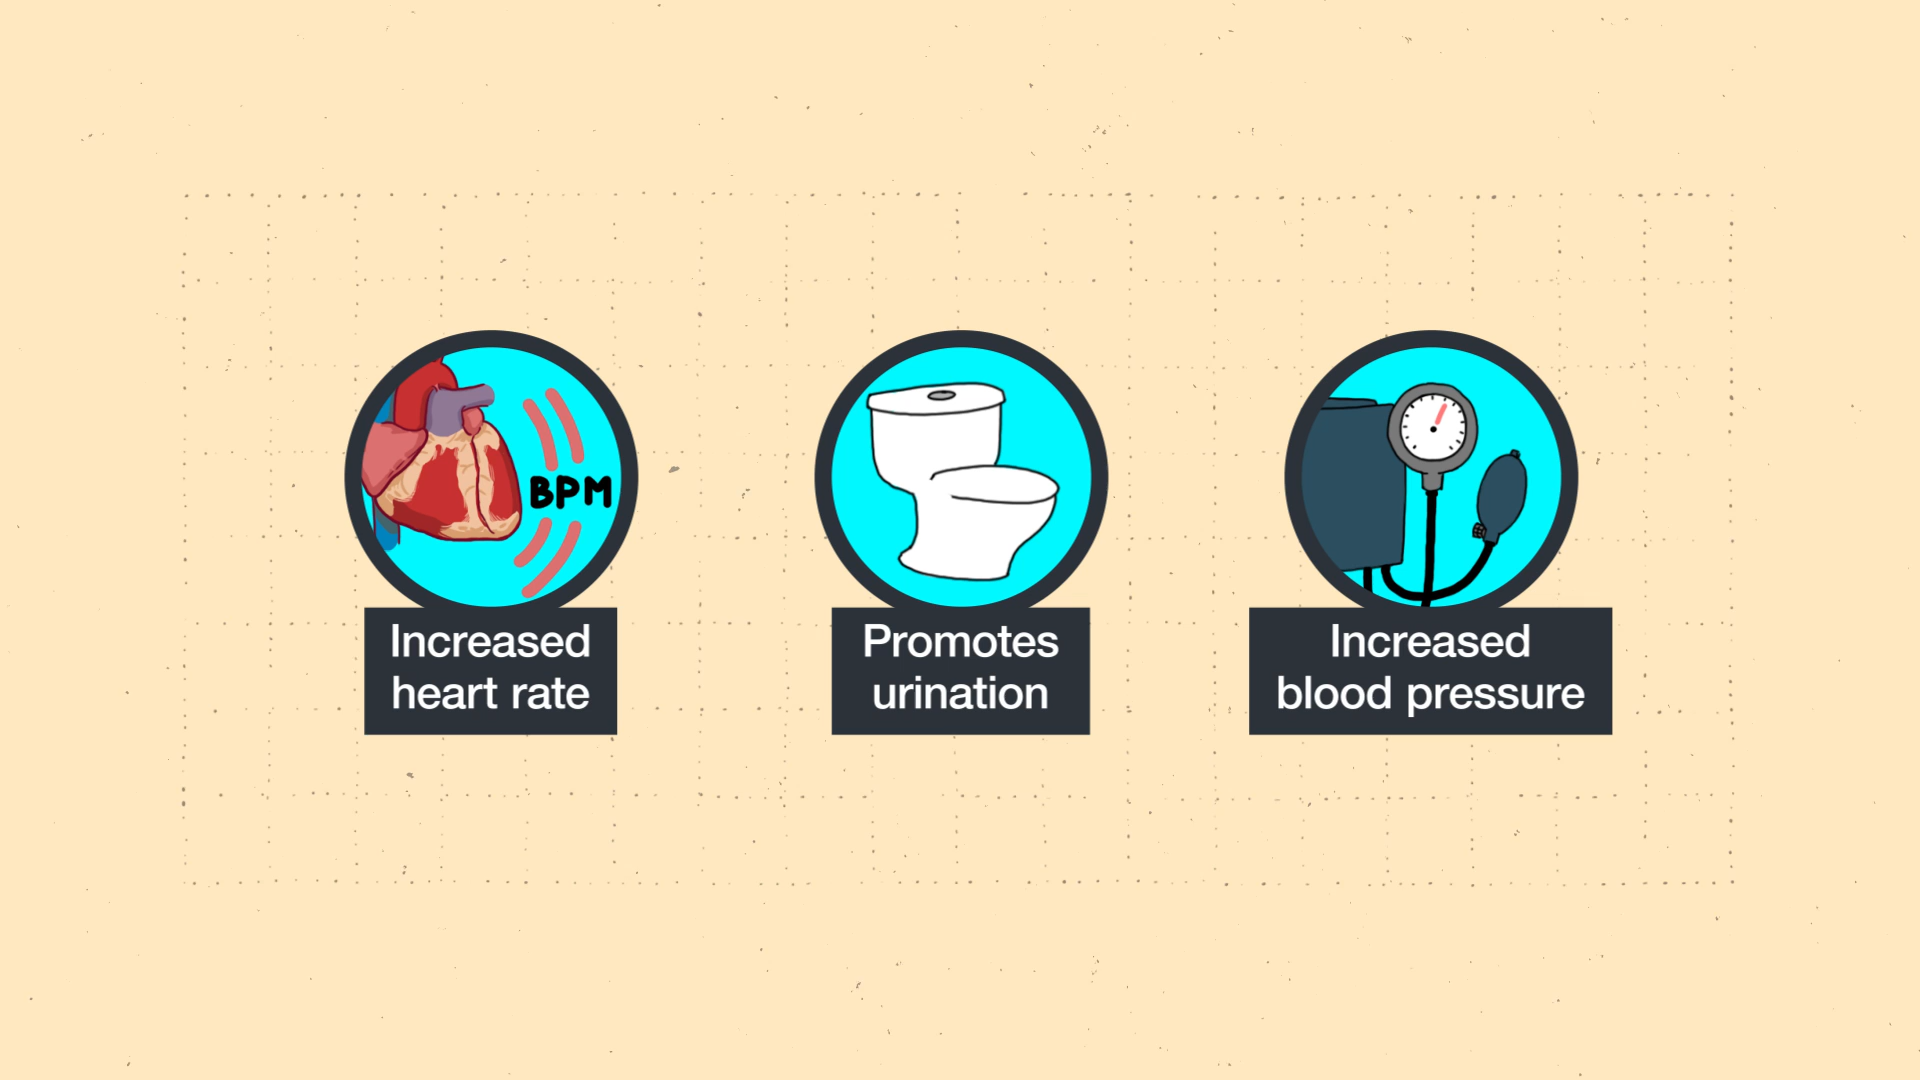 BPM
Increased
heart rate
Promotes
urination
Increased
blood pressure